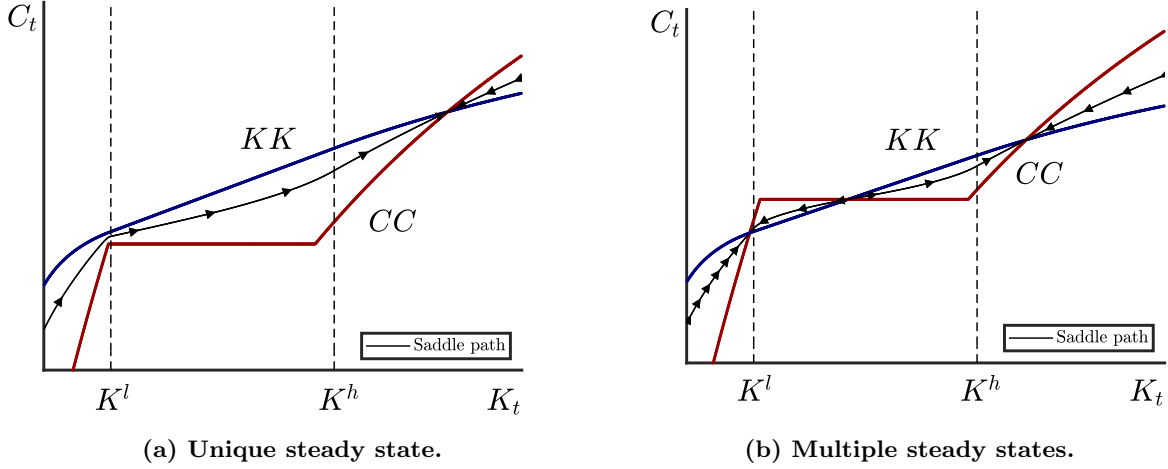 C_t
KK
CC
Saddle path
K^l
K^h
K_t
(a) Unique steady state.
C_t
KK
CC
Saddle path
K^l
K^h
K_t
(b) Multiple steady states.